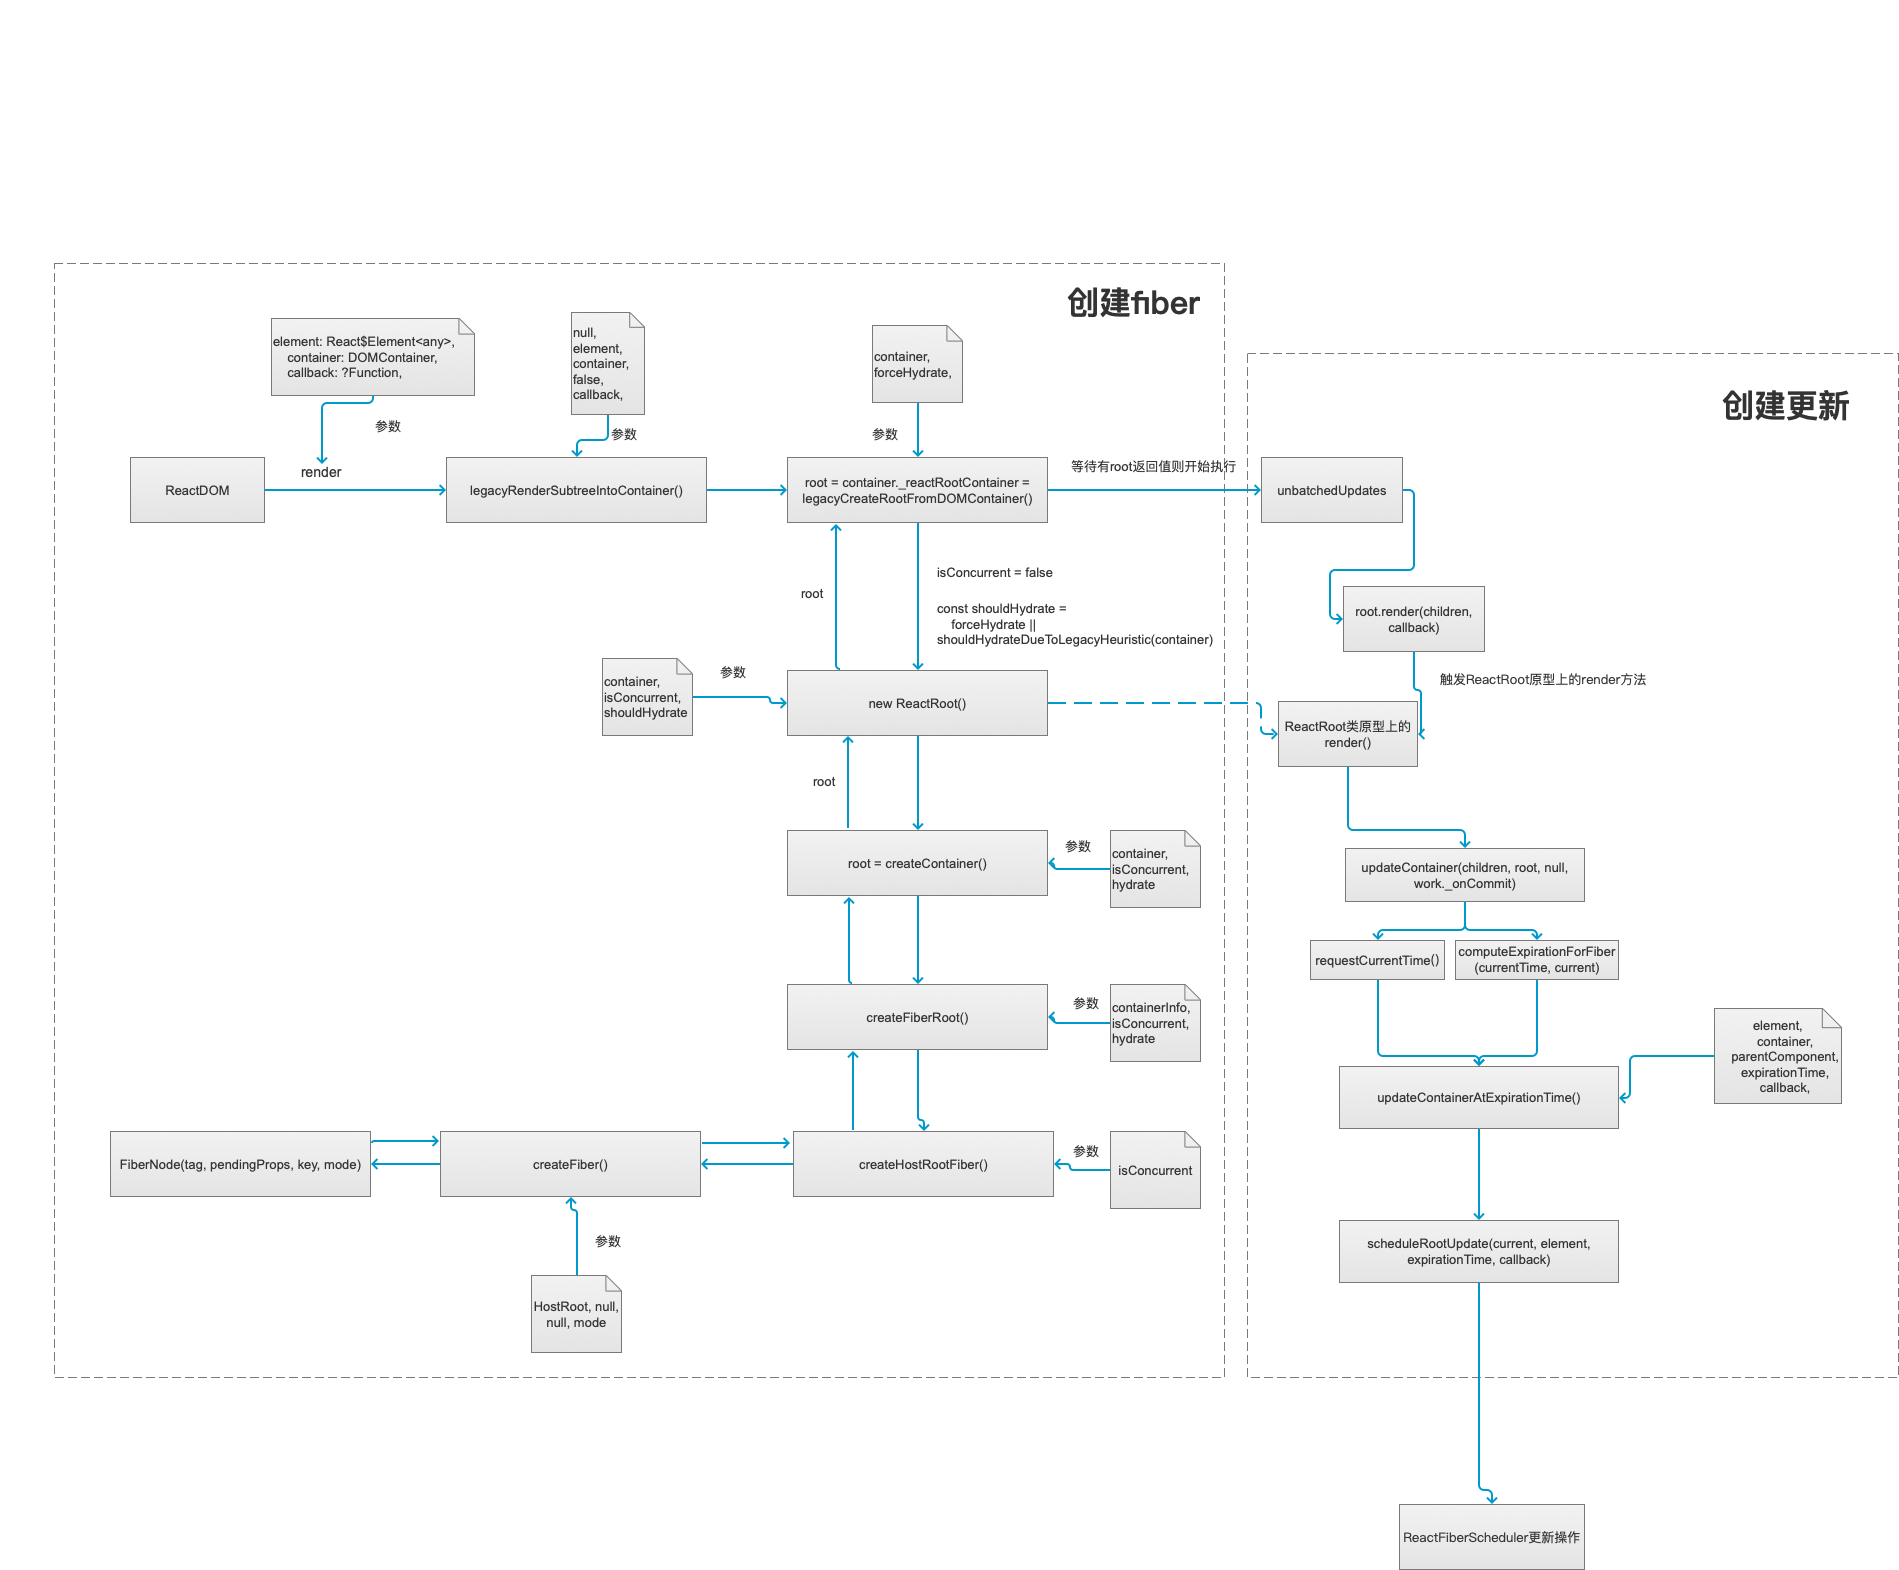 创建fiber
element: React$Element<any>,
container: DOMContainer,
callback: ?Function,
参数
null,
element,
container,
false,
callback,
参数
container,
forceHydrate,
参数
ReactDOM
render
legacyRenderSubtreeIntoContainer()
root = container._reactRootContainer =
legacyCreateRootFromDOMContainer()
等待有root返回值则开始执行
root
isConcurrent = false
const shouldHydrate =
forceHydrate ||
shouldHydrateDueToLegacyHeuristic(container)
container,
isConcurrent,
shouldHydrate
参数
new ReactRoot()
root
root = createContainer()
参数
container,
isConcurrent,
hydrate
createFiberRoot()
参数
containerInfo,
isConcurrent,
hydrate
FiberNode(tag, pendingProps, key, mode)
createFiber()
createHostRootFiber()
参数
isConcurrent
参数
HostRoot, null,
null, mode
创建更新
unbatchedUpdates
root.render(children,
callback)
触发ReactRoot原型上的render方法
ReactRoot类原型上的
render()
updateContainer(children, root, null,
work._onCommit)
requestCurrentTime()
computeExpirationForFiber
(currentTime, current)
element,
container,
parentComponent,
expirationTime,
callback,
updateContainerAtExpirationTime()
scheduleRootUpdate(current, element,
expirationTime, callback)
ReactFiberScheduler更新操作